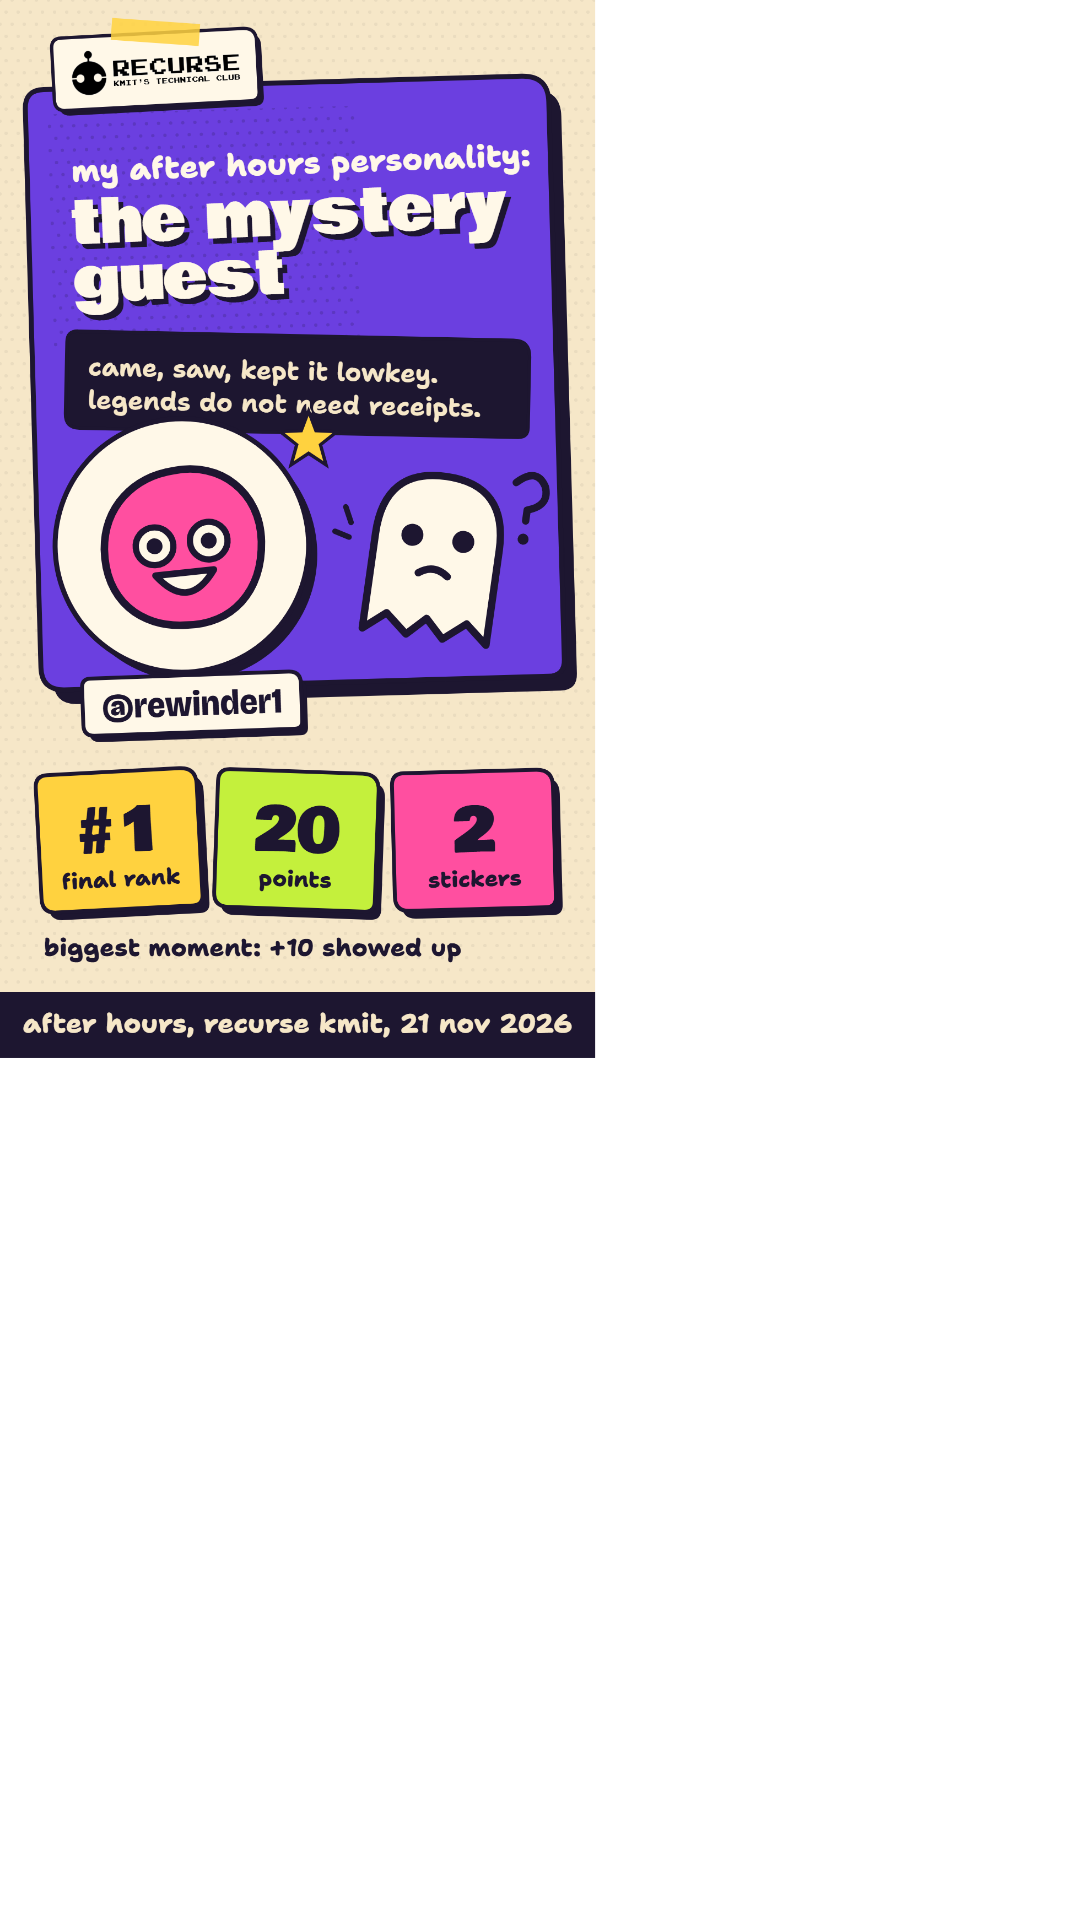 RECURSE
KMIT'S TECHNICAL CLUB
my after hours personality:
the mystery
guest
came, saw, kept it lowkey.
legends do not need receipts.
?
@rewinder1
#1
final rank
20
points
2
stickers
biggest moment: +10 showed up
after hours, recurse kmit, 21 nov 2026